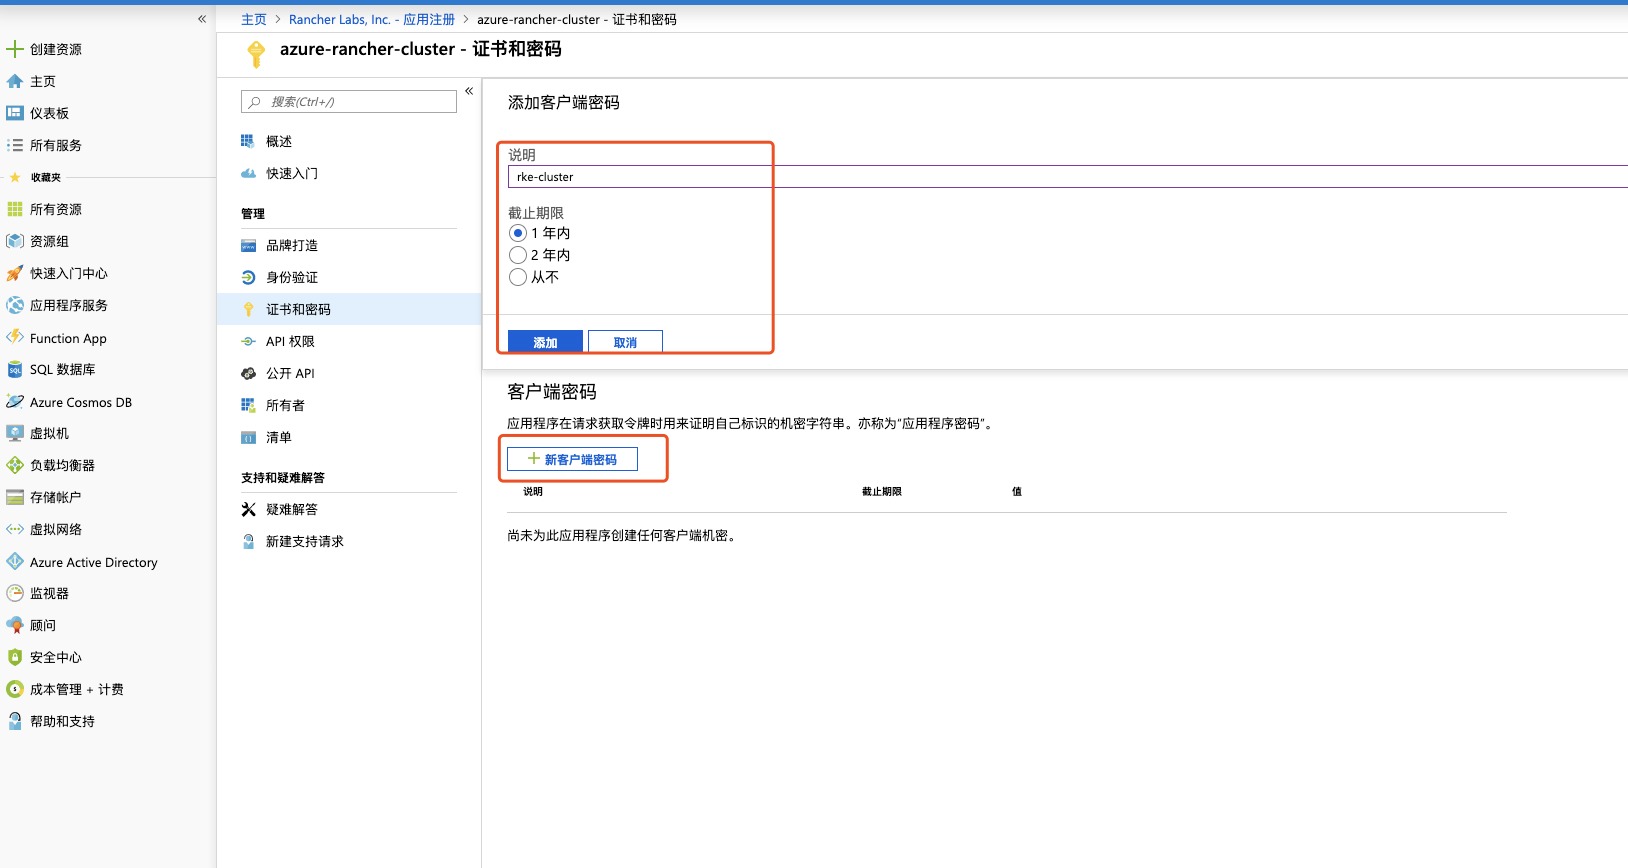 «
创建资源
主页
仪表板
所有服务
收藏夹
所有资源
资源组
快速入门中心
应用程序服务
Function App
SQL 数据库
Azure Cosmos DB
虚拟机
负载均衡器
存储帐户
虚拟网络
Azure Active Directory
监视器
顾问
安全中心
成本管理 + 计费
帮助和支持
主页 > Rancher Labs, Inc. - 应用注册 > azure-rancher-cluster - 证书和密码
azure-rancher-cluster - 证书和密码
搜索(Ctrl+/)
«
概述
快速入门
管理
品牌打造
身份验证
证书和密码
API 权限
公开 API
所有者
清单
支持和疑难解答
疑难解答
新建支持请求
添加客户端密码
说明
rke-cluster
截止期限
1 年内
2 年内
从不
添加 取消
客户端密码
应用程序在请求获取令牌时用来证明自己标识的机密字符串。亦称为“应用程序密码”。
新客户端密码
说明 截止期限 值
尚未为此应用程序创建任何客户端机密。